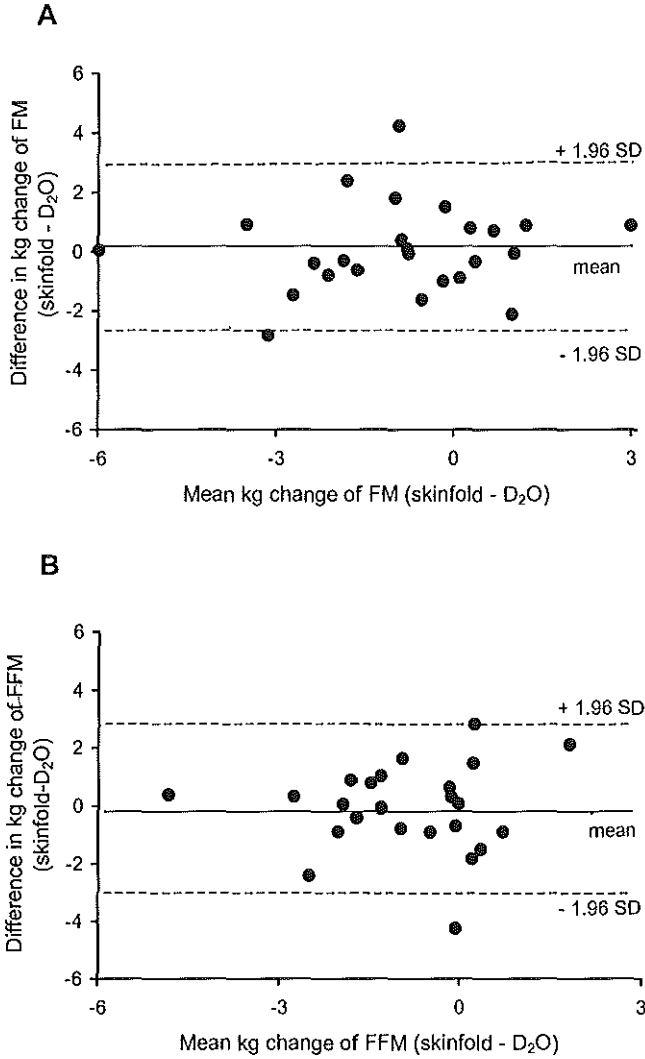 A
6
4
2
0
-2
-4
-6
-6
-3
0
3
+ 1.96 SD
mean
- 1.96 SD
Difference in kg change of FM
(skinfold - D₂O)
Mean kg change of FM (skinfold - D₂O)
B
6
4
2
0
-2
-4
-6
-6
-3
0
3
+ 1.96 SD
mean
- 1.96 SD
Difference in kg change of FFM
(skinfold-D₂O)
Mean kg change of FFM (skinfold - D₂O)